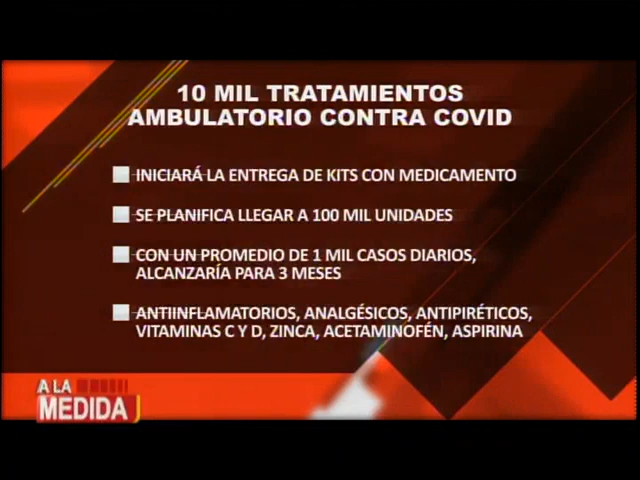 10 MIL TRATAMIENTOS
AMBULATORIO CONTRA COVID
INICIARÁ LA ENTREGA DE KITS CON MEDICAMENTO
SE PLANIFICA LLEGAR A 100 MIL UNIDADES
CON UN PROMEDIO DE 1 MIL CASOS DIARIOS,
ALCANZARÍA PARA 3 MESES
ANTIINFLAMATORIOS, ANALGÉSICOS, ANTIPIRÉTICOS,
VITAMINAS C Y D, ZINCA, ACETAMINOFÉN, ASPIRINA
A LA
MEDIDA